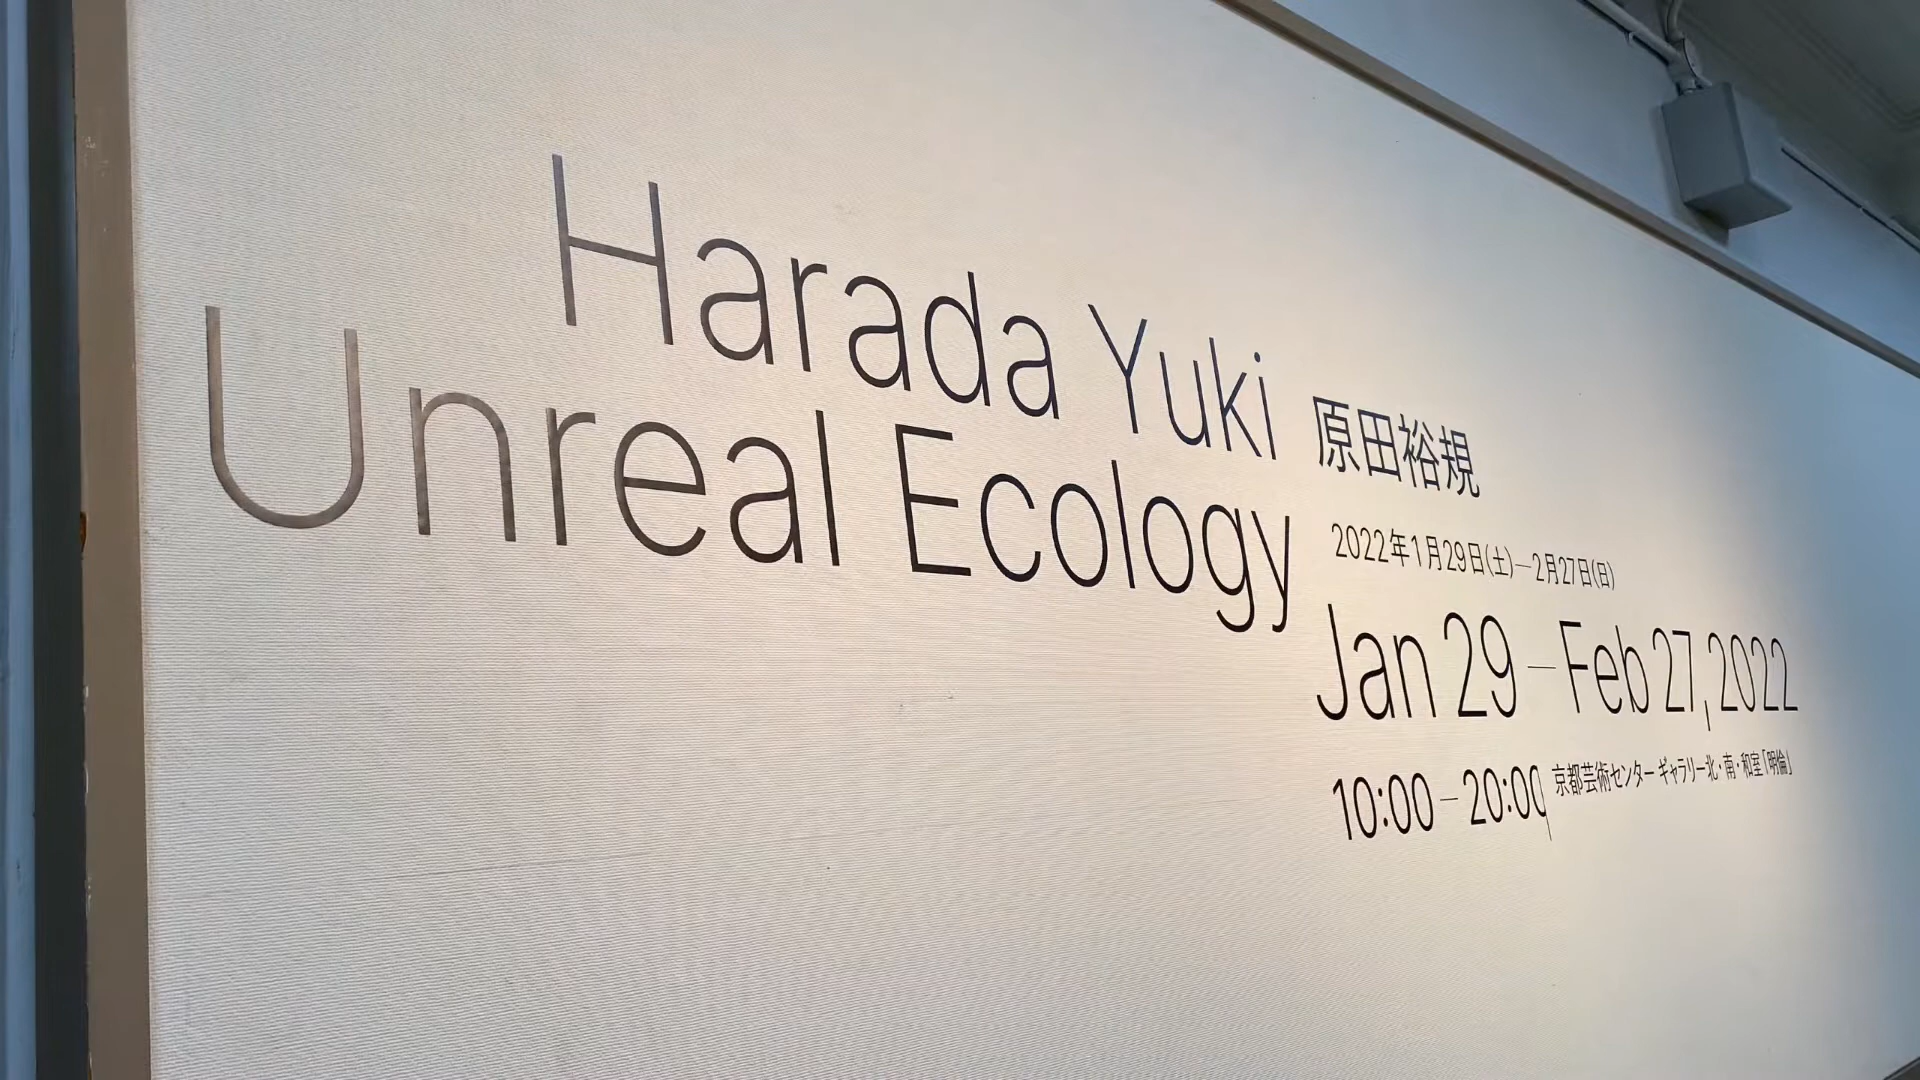 Harada Yuki
原田裕規
Unreal Ecology
2022年1月29日(土)—2月27日(日)
Jan 29—Feb 27, 2022
10:00—20:00
京都芸術センター ギャラリー北・南・和室「明倫」